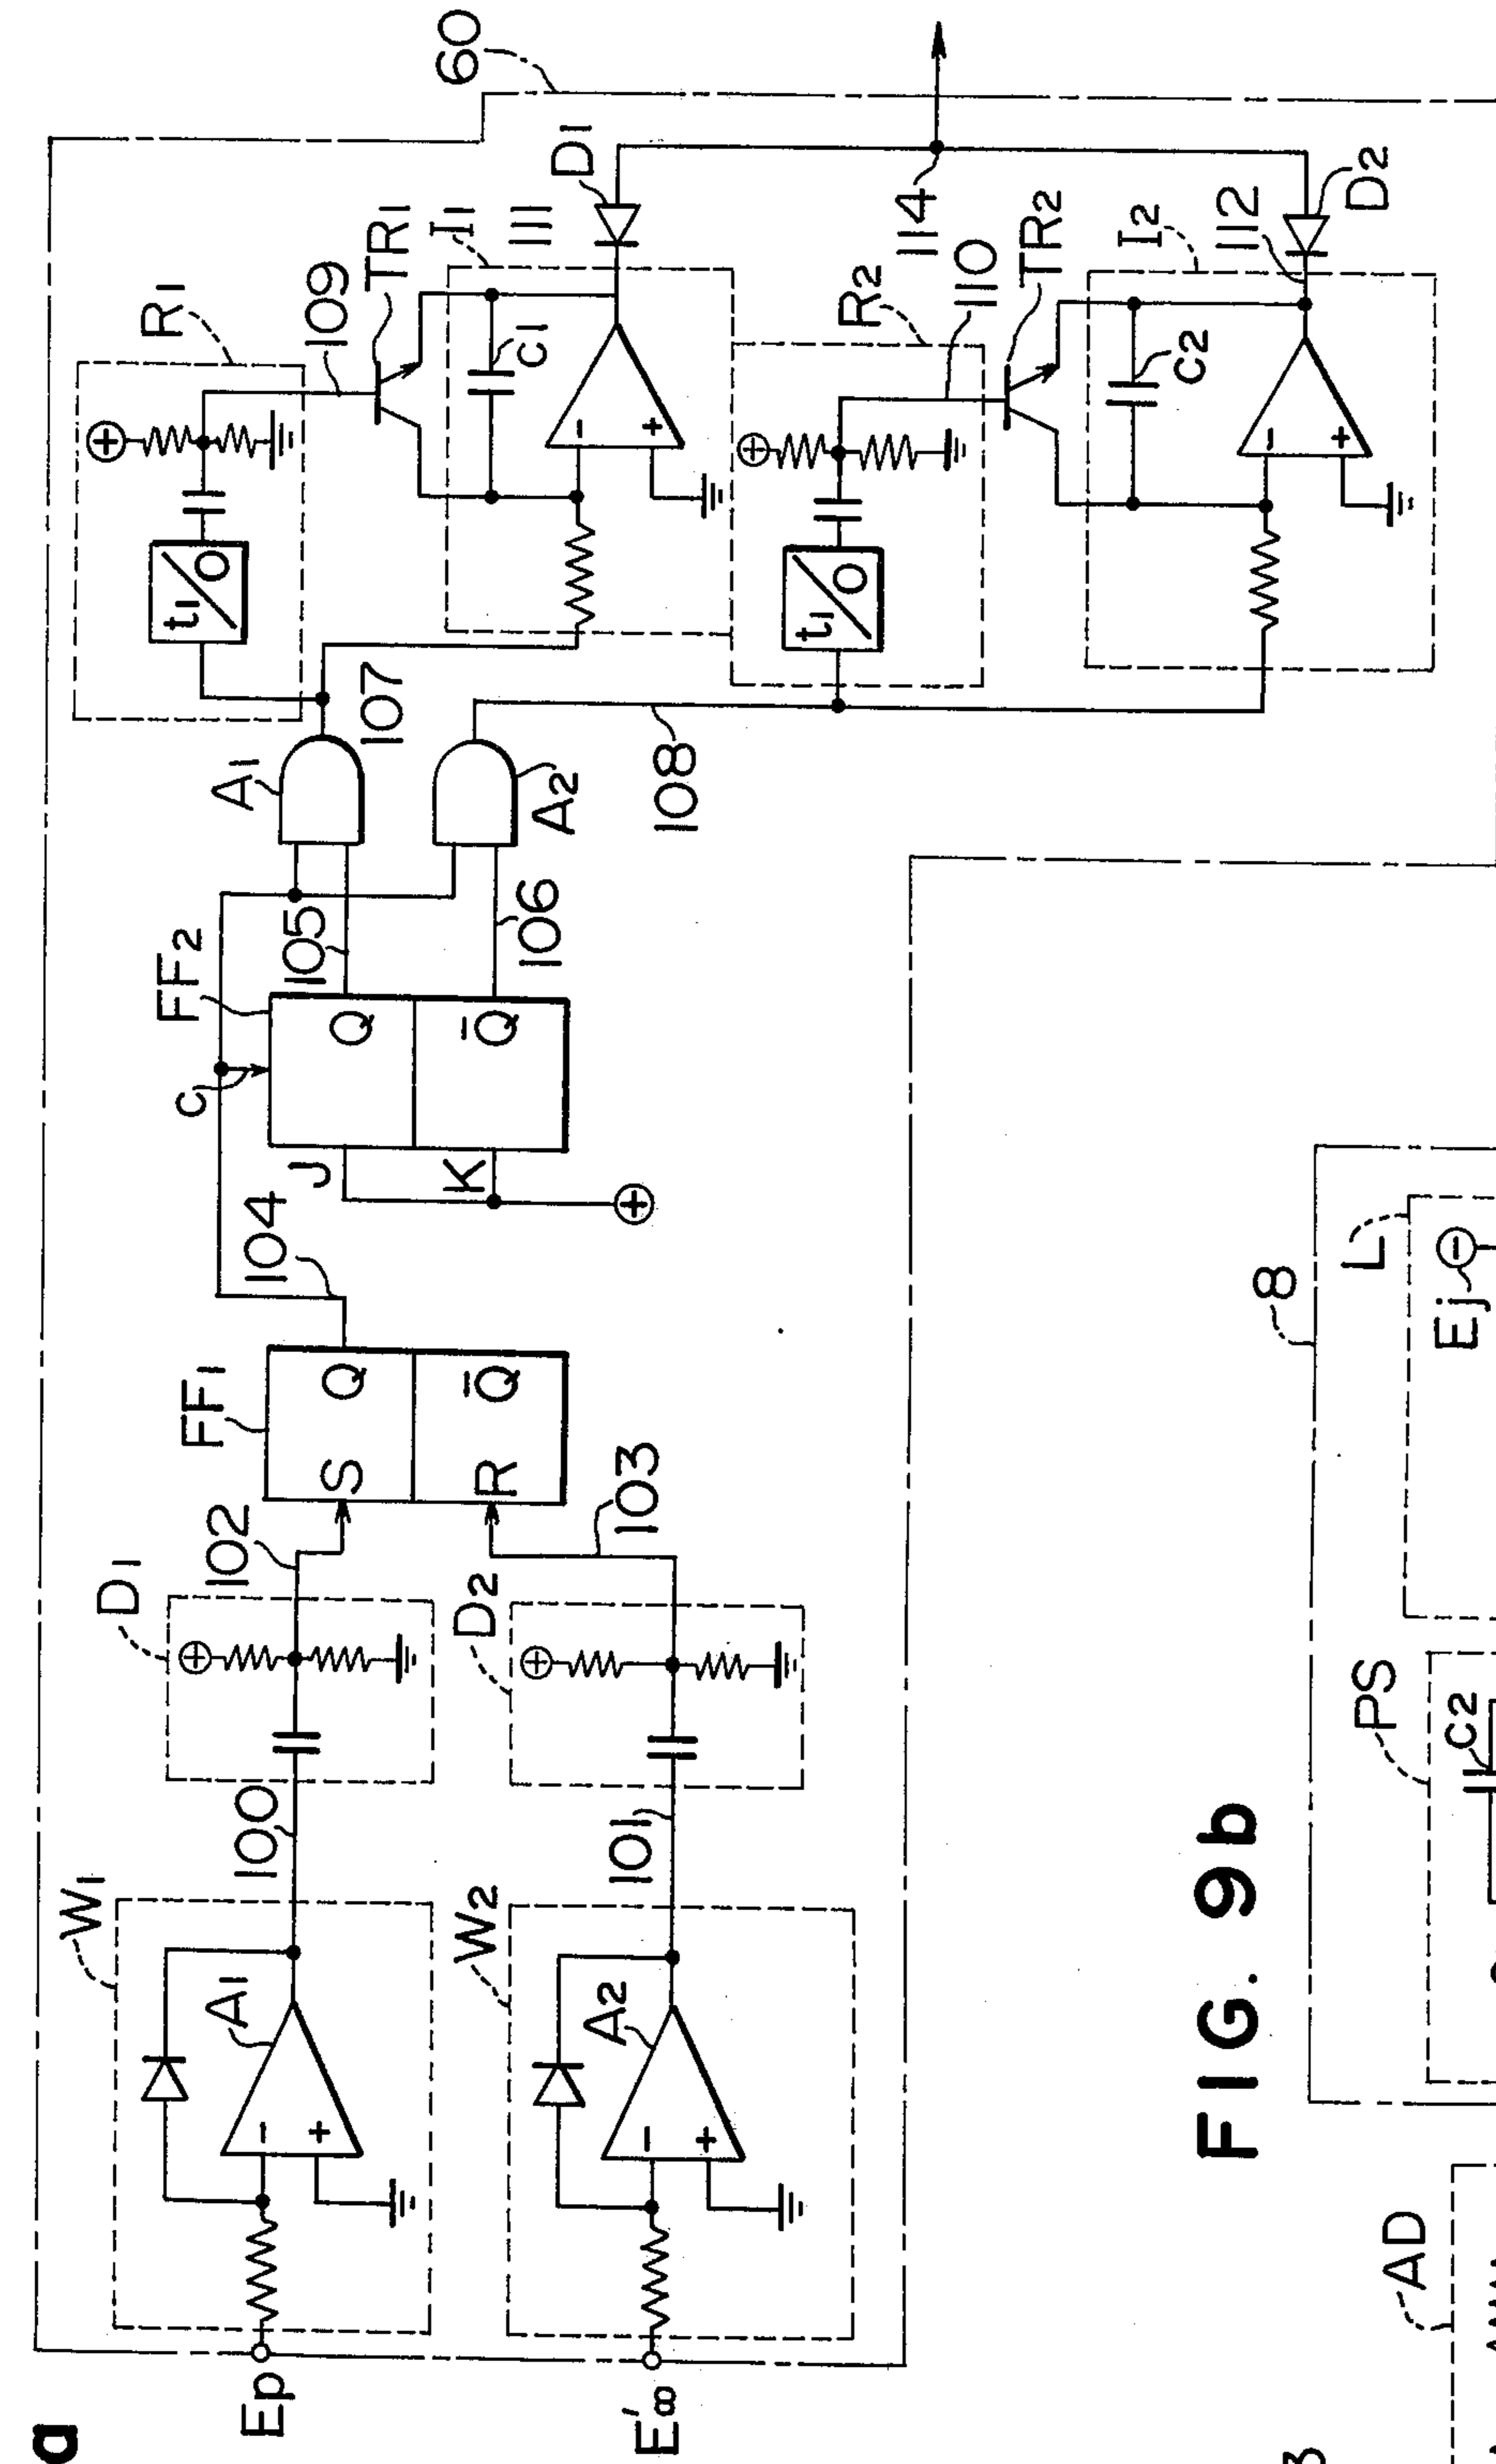 a
60
Ep
E'∞
W1
A1
W2
A2
100
101
D1
D2
102
103
FF1
S
Q
R
Q̄
104
C
FF2
J
K
Q
Q̄
105
106
A1
A2
107
108
R1
t1/0
109
TR1
I1
111
C1
D1
-
+
R2
t1/0
110
TR2
I2
112
C2
D2
114
FIG. 9b
8
L
Ej
PS
C2
AD